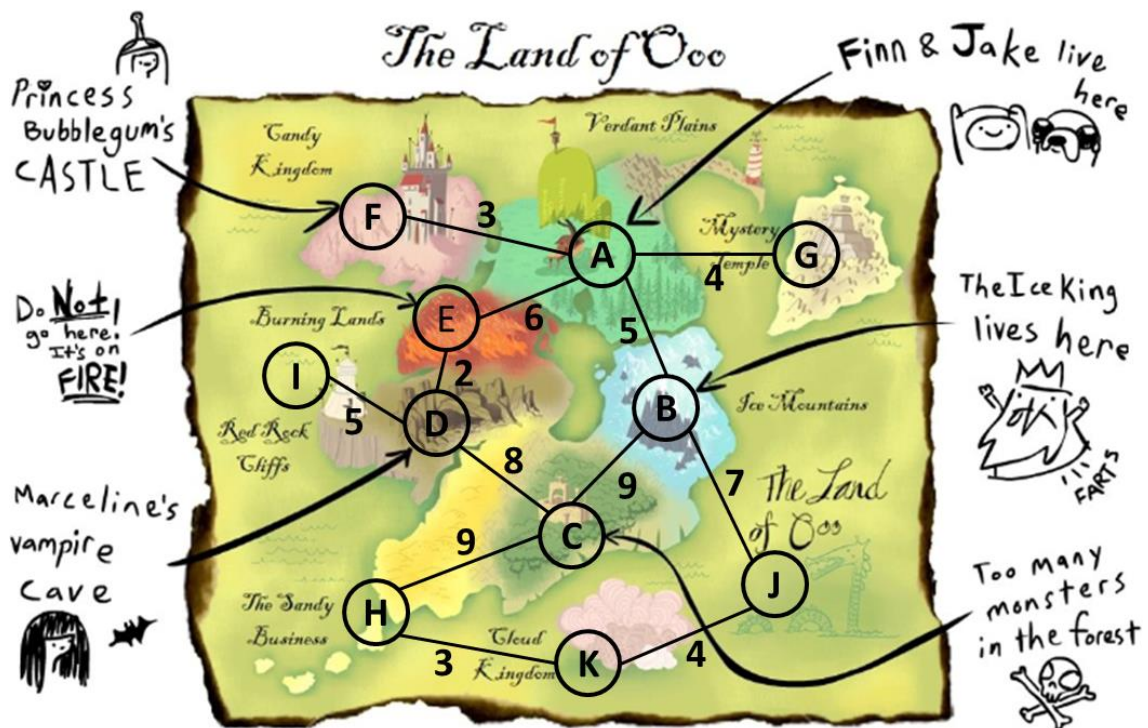 The Land of Ooo
Finn & Jake live
here
Princess
Bubblegum's
CASTLE
Candy
Kingdom
Verdant Plains
F
3
A
Mystery
Temple
G
4
Do Not!
go here!
It's on
FIRE!
Burning Lands
E
6
5
The Ice King
lives here
I
2
5
D
B
Ice Mountains
Red Rock
Cliffs
8
9
7
The Land
of Ooo
FARTS
Marceline's
vampire
cave
9
C
J
Too many
monsters
in the forest
The Sandy
Business
H
3
Cloud
Kingdom
K
4